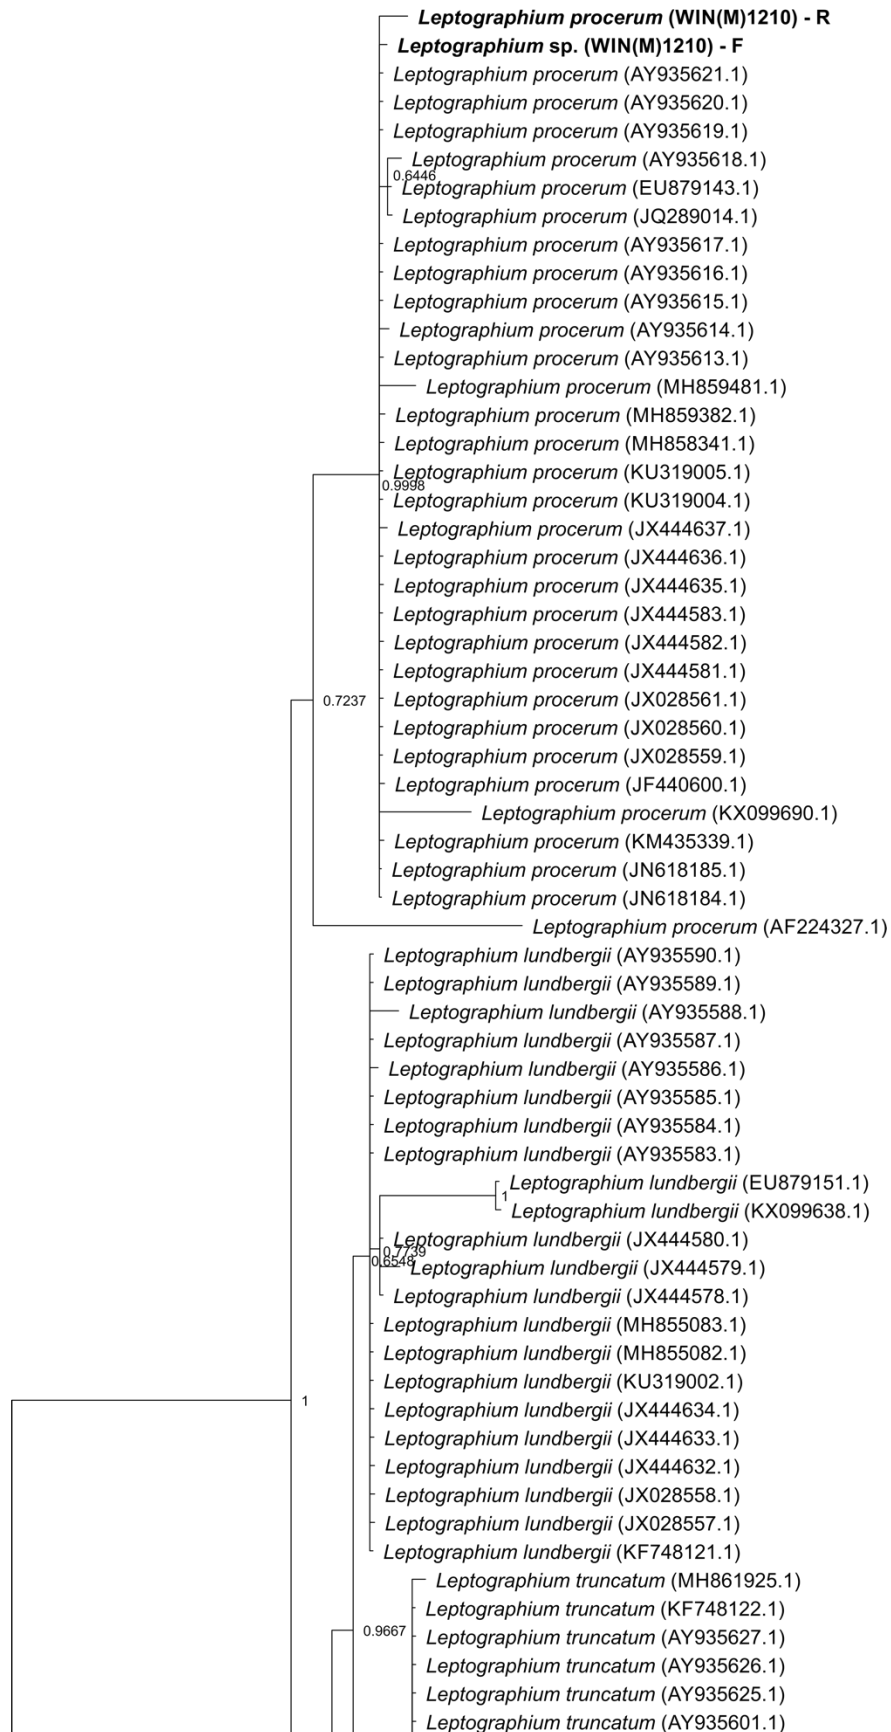 Leptographium procerum (WIN(M)1210) - R
Leptographium sp. (WIN(M)1210) - F
Leptographium procerum (AY935621.1)
Leptographium procerum (AY935620.1)
Leptographium procerum (AY935619.1)
Leptographium procerum (AY935618.1)
0.6446
Leptographium procerum (EU879143.1)
Leptographium procerum (JQ289014.1)
Leptographium procerum (AY935617.1)
Leptographium procerum (AY935616.1)
Leptographium procerum (AY935615.1)
Leptographium procerum (AY935614.1)
Leptographium procerum (AY935613.1)
Leptographium procerum (MH859481.1)
Leptographium procerum (MH859382.1)
Leptographium procerum (MH858341.1)
Leptographium procerum (KU319005.1)
0.9998
Leptographium procerum (KU319004.1)
Leptographium procerum (JX444637.1)
Leptographium procerum (JX444636.1)
Leptographium procerum (JX444635.1)
Leptographium procerum (JX444583.1)
Leptographium procerum (JX444582.1)
Leptographium procerum (JX444581.1)
0.7237
Leptographium procerum (JX028561.1)
Leptographium procerum (JX028560.1)
Leptographium procerum (JX028559.1)
Leptographium procerum (JF440600.1)
Leptographium procerum (KX099690.1)
Leptographium procerum (KM435339.1)
Leptographium procerum (JN618185.1)
Leptographium procerum (JN618184.1)
Leptographium procerum (AF224327.1)
Leptographium lundbergii (AY935590.1)
Leptographium lundbergii (AY935589.1)
Leptographium lundbergii (AY935588.1)
Leptographium lundbergii (AY935587.1)
Leptographium lundbergii (AY935586.1)
Leptographium lundbergii (AY935585.1)
Leptographium lundbergii (AY935584.1)
Leptographium lundbergii (AY935583.1)
Leptographium lundbergii (EU879151.1)
1
Leptographium lundbergii (KX099638.1)
Leptographium lundbergii (JX444580.1)
0.7739
0.6548
Leptographium lundbergii (JX444579.1)
Leptographium lundbergii (JX444578.1)
Leptographium lundbergii (MH855083.1)
Leptographium lundbergii (MH855082.1)
Leptographium lundbergii (KU319002.1)
1
Leptographium lundbergii (JX444634.1)
Leptographium lundbergii (JX444633.1)
Leptographium lundbergii (JX444632.1)
Leptographium lundbergii (JX028558.1)
Leptographium lundbergii (JX028557.1)
Leptographium lundbergii (KF748121.1)
Leptographium truncatum (MH861925.1)
Leptographium truncatum (KF748122.1)
0.9667
Leptographium truncatum (AY935627.1)
Leptographium truncatum (AY935626.1)
Leptographium truncatum (AY935625.1)
Leptographium truncatum (AY935601.1)